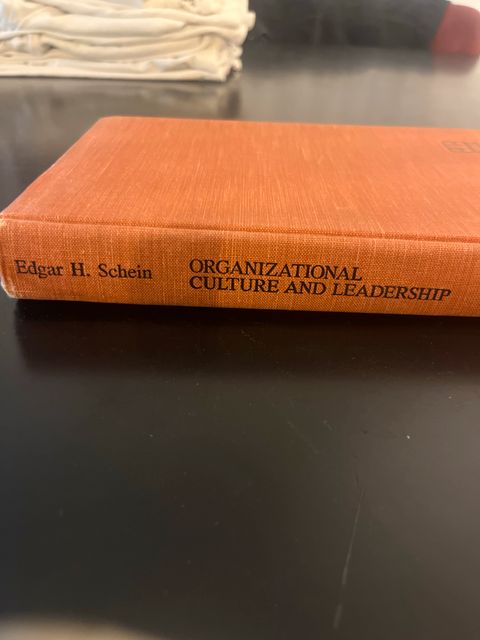 Edgar H. Schein
ORGANIZATIONAL
CULTURE AND LEADERSHIP